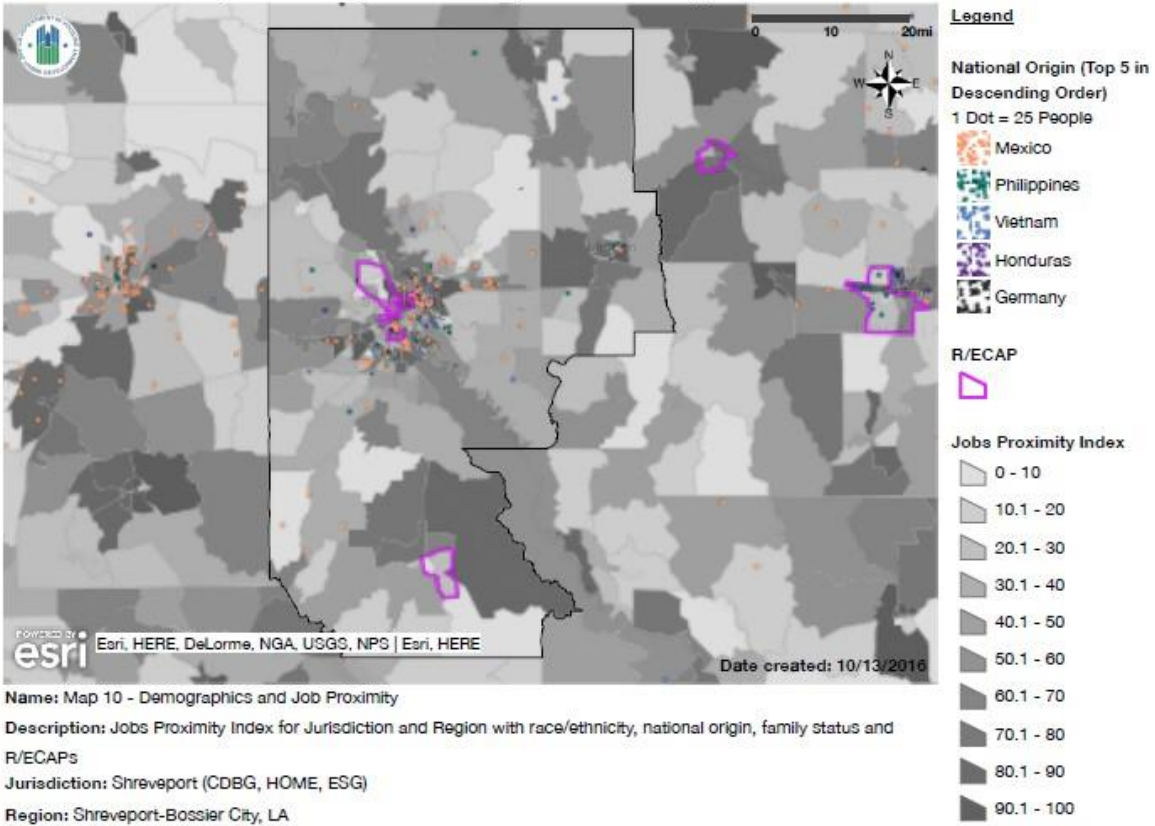 0 10 20mi
N
W E
S
POWERED BY
esri
Esri, HERE, DeLorme, NGA, USGS, NPS | Esri, HERE
Date created: 10/13/2016
Name: Map 10 - Demographics and Job Proximity
Description: Jobs Proximity Index for Jurisdiction and Region with race/ethnicity, national origin, family status and
R/ECAPs
Jurisdiction: Shreveport (CDBG, HOME, ESG)
Region: Shreveport-Bossier City, LA
Legend
National Origin (Top 5 in
Descending Order)
1 Dot = 25 People
Mexico
Philippines
Vietnam
Honduras
Germany
R/ECAP
Jobs Proximity Index
0 - 10
10.1 - 20
20.1 - 30
30.1 - 40
40.1 - 50
50.1 - 60
60.1 - 70
70.1 - 80
80.1 - 90
90.1 - 100